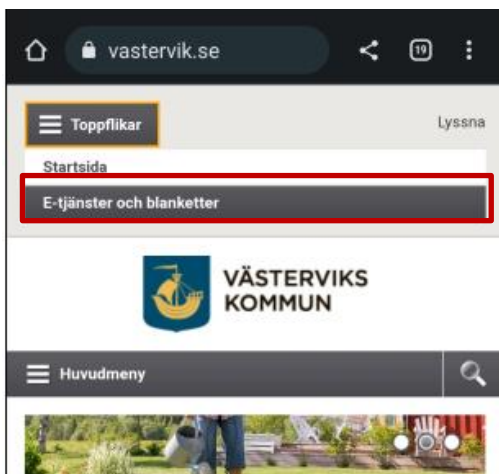 vastervik.se
19
Toppflikar
Lyssna
Startsida
E-tjänster och blanketter
VÄSTERVIKS
KOMMUN
Huvudmeny